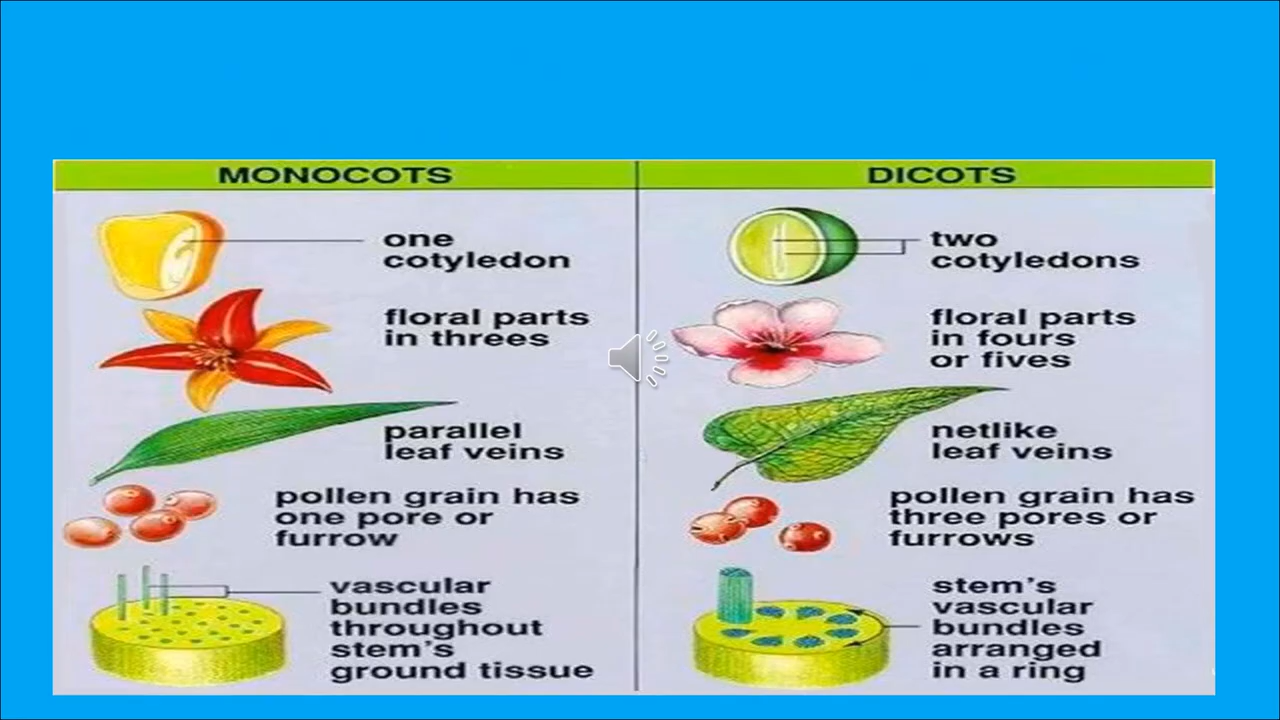 MONOCOTS
one
cotyledon
floral parts
in threes
parallel
leaf veins
pollen grain has
one pore or
furrow
vascular
bundles
throughout
stem's
ground tissue
DICOTS
two
cotyledons
floral parts
in fours
or fives
netlike
leaf veins
pollen grain has
three pores or
furrows
stem's
vascular
bundles
arranged
in a ring